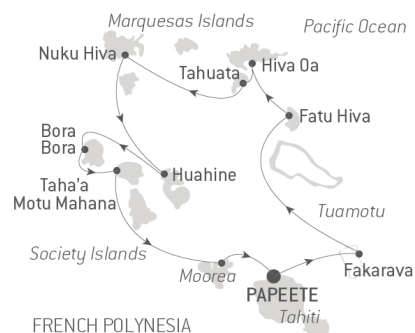 Marquesas Islands
Pacific Ocean
Nuku Hiva
Hiva Oa
Tahuata
Fatu Hiva
Bora
Bora
Huahine
Taha'a
Motu Mahana
Tuamotu
Society Islands
Moorea
Fakarava
PAPEETE
Tahiti
FRENCH POLYNESIA